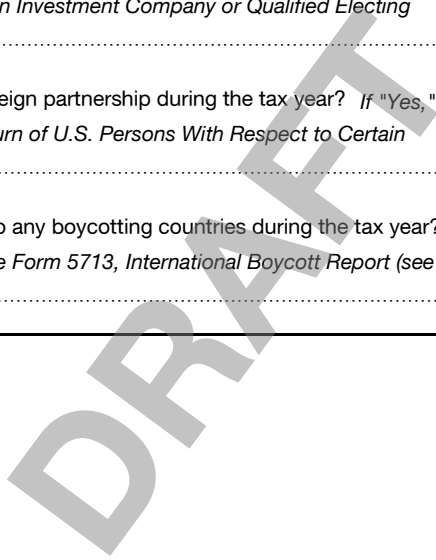 n Investment Company or Qualified Electing
eign partnership during the tax year? If "Yes,"
urn of U.S. Persons With Respect to Certain
o any boycotting countries during the tax year?
e Form 5713, International Boycott Report (see
DRAFT